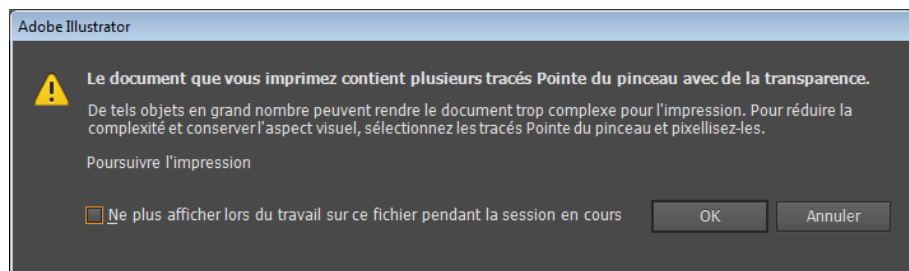 Adobe Illustrator
Le document que vous imprimez contient plusieurs tracés Pointe du pinceau avec de la transparence.
De tels objets en grand nombre peuvent rendre le document trop complexe pour l'impression. Pour réduire la
complexité et conserver l'aspect visuel, sélectionnez les tracés Pointe du pinceau et pixellisez-les.
Poursuivre l'impression
Ne plus afficher lors du travail sur ce fichier pendant la session en cours
OK
Annuler